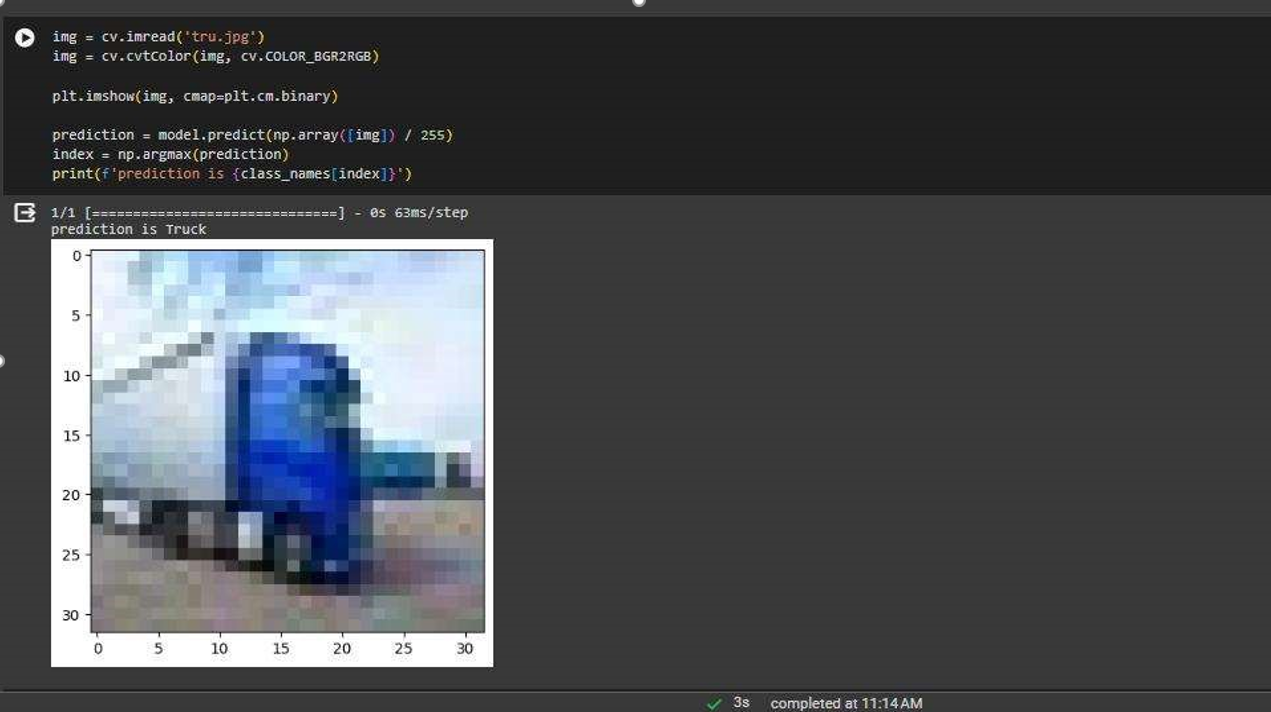 img = cv.imread('tru.jpg')
img = cv.cvtColor(img, cv.COLOR_BGR2RGB)
plt.imshow(img, cmap=plt.cm.binary)
prediction = model.predict(np.array([img]) / 255)
index = np.argmax(prediction)
print(f'prediction is {class_names[index]}')
1/1 [==============================] - 0s 63ms/step
prediction is Truck
0
5
10
15
20
25
30
0 5 10 15 20 25 30
3s completed at 11:14 AM